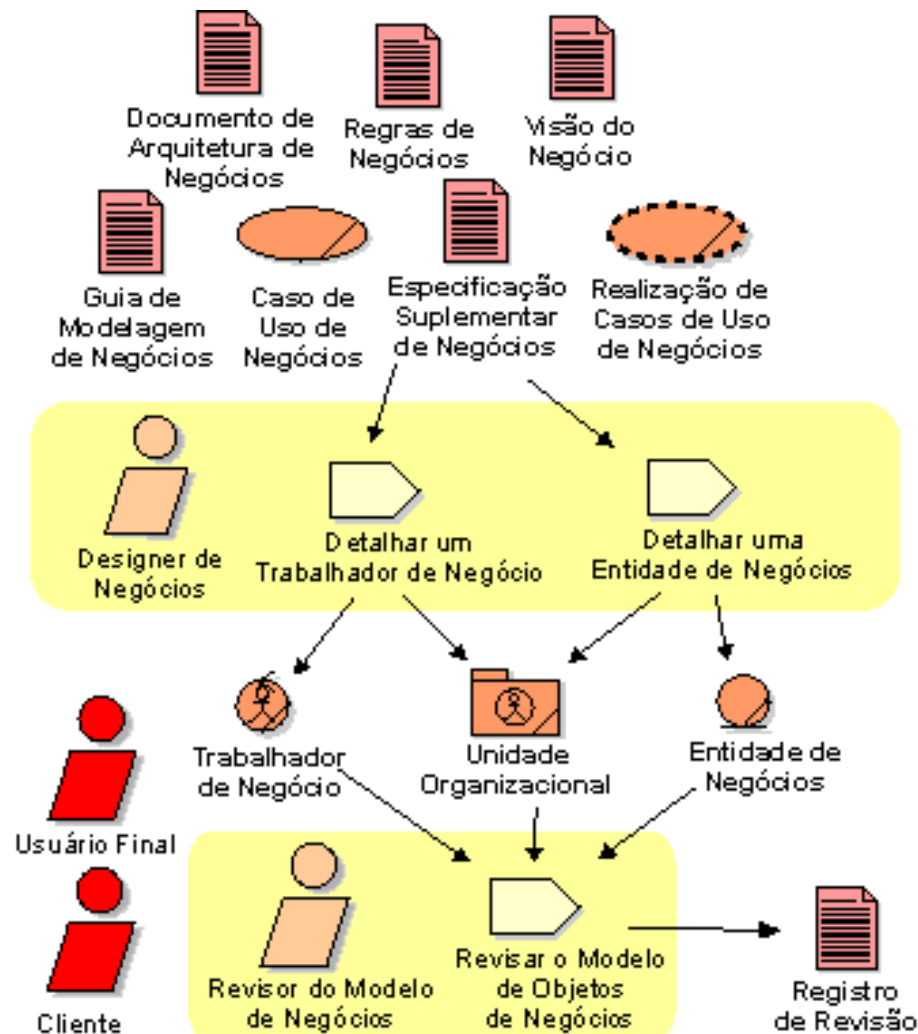 Documento de
Arquitetura de
Negócios
Regras de
Negócios
Visão do
Negócio
Guia de
Modelagem
de Negócios
Caso de
Uso de
Negócios
Especificação
Suplementar
de Negócios
Realização de
Casos de Uso
de Negócios
Designer de
Negócios
Detalhar um
Trabalhador de Negócio
Detalhar uma
Entidade de Negócios
Trabalhador
de Negócio
Unidade
Organizacional
Entidade de
Negócios
Usuário Final
Cliente
Revisor do Modelo
de Negócios
Revisar o Modelo
de Objetos
de Negócios
Registro
de Revisão